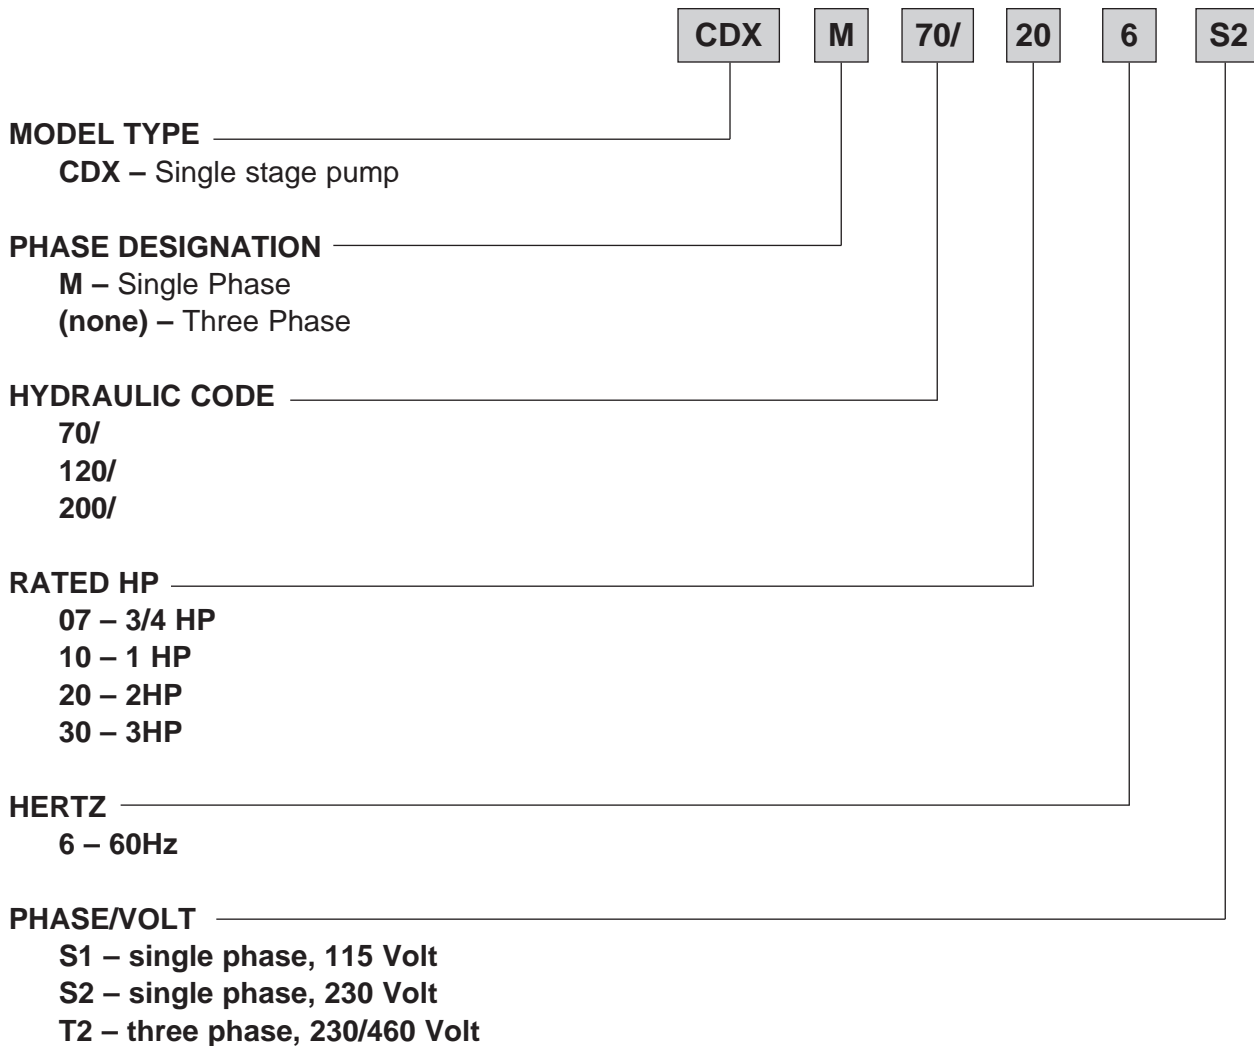 CDX M 70/ 20 6 S2
MODEL TYPE
CDX – Single stage pump
PHASE DESIGNATION
M – Single Phase
(none) – Three Phase
HYDRAULIC CODE
70/
120/
200/
RATED HP
07 – 3/4 HP
10 – 1 HP
20 – 2HP
30 – 3HP
HERTZ
6 – 60Hz
PHASE/VOLT
S1 – single phase, 115 Volt
S2 – single phase, 230 Volt
T2 – three phase, 230/460 Volt